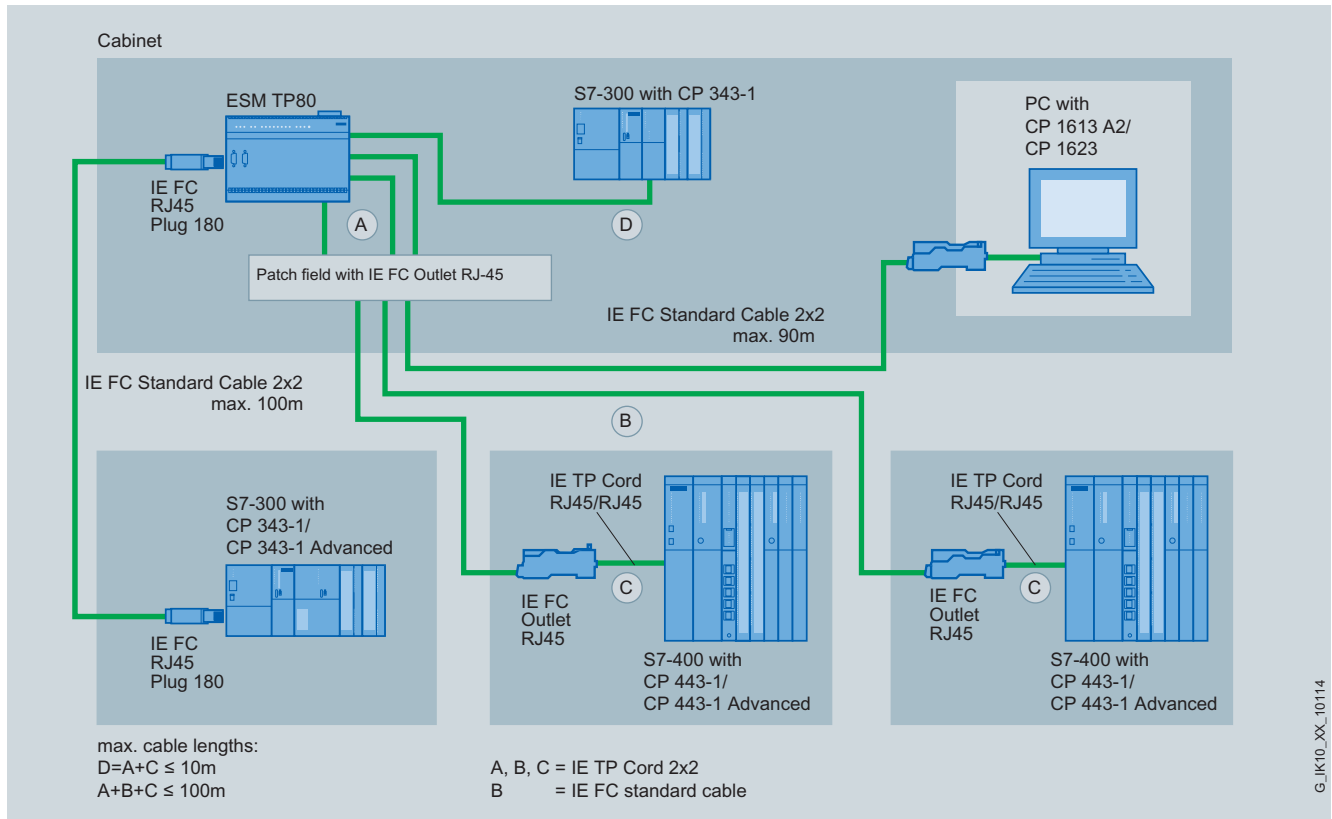 Cabinet
ESM TP80
S7-300 with CP 343-1
PC with
CP 1613 A2/
CP 1623
IE FC
RJ45
Plug 180
A
D
Patch field with IE FC Outlet RJ-45
IE FC Standard Cable 2x2
max. 90m
IE FC Standard Cable 2x2
max. 100m
B
S7-300 with
CP 343-1/
CP 343-1 Advanced
IE FC
RJ45
Plug 180
IE TP Cord
RJ45/RJ45
C
IE FC
Outlet
RJ45
S7-400 with
CP 443-1/
CP 443-1 Advanced
IE TP Cord
RJ45/RJ45
C
IE FC
Outlet
RJ45
S7-400 with
CP 443-1/
CP 443-1 Advanced
max. cable lengths:
D=A+C ≤ 10m
A+B+C ≤ 100m
A, B, C = IE TP Cord 2x2
B = IE FC standard cable
G_IK10_XX_10114